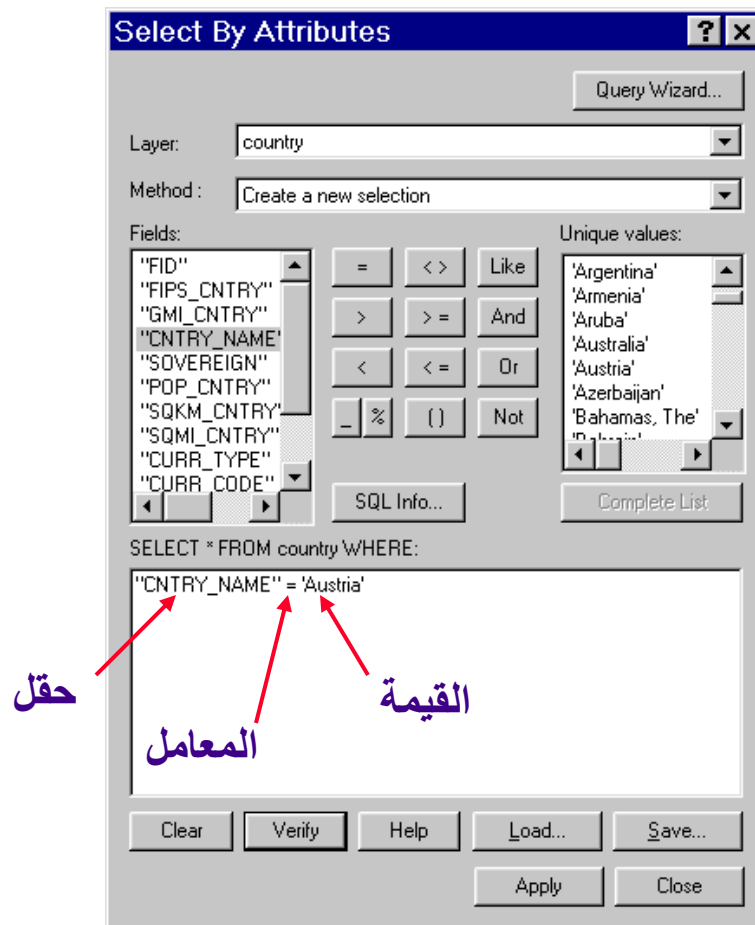 Select By Attributes
Query Wizard...
Layer: country
Method : Create a new selection
Fields:
Unique values:
"FID"
"FIPS_CNTRY"
"GMI_CNTRY"
"CNTRY_NAME"
"SOVEREIGN"
"POP_CNTRY"
"SQKM_CNTRY"
"SQMI_CNTRY"
"CURR_TYPE"
"CURR_CODE"
= < > Like
> > = And
< < = Or
_ % ( ) Not
SQL Info...
'Argentina'
'Armenia'
'Aruba'
'Australia'
'Austria'
'Azerbaijan'
'Bahamas, The'
Complete List
SELECT * FROM country WHERE:
"CNTRY_NAME" = 'Austria'
حقل
القيمة
المعامل
Clear Verify Help Load... Save...
Apply Close